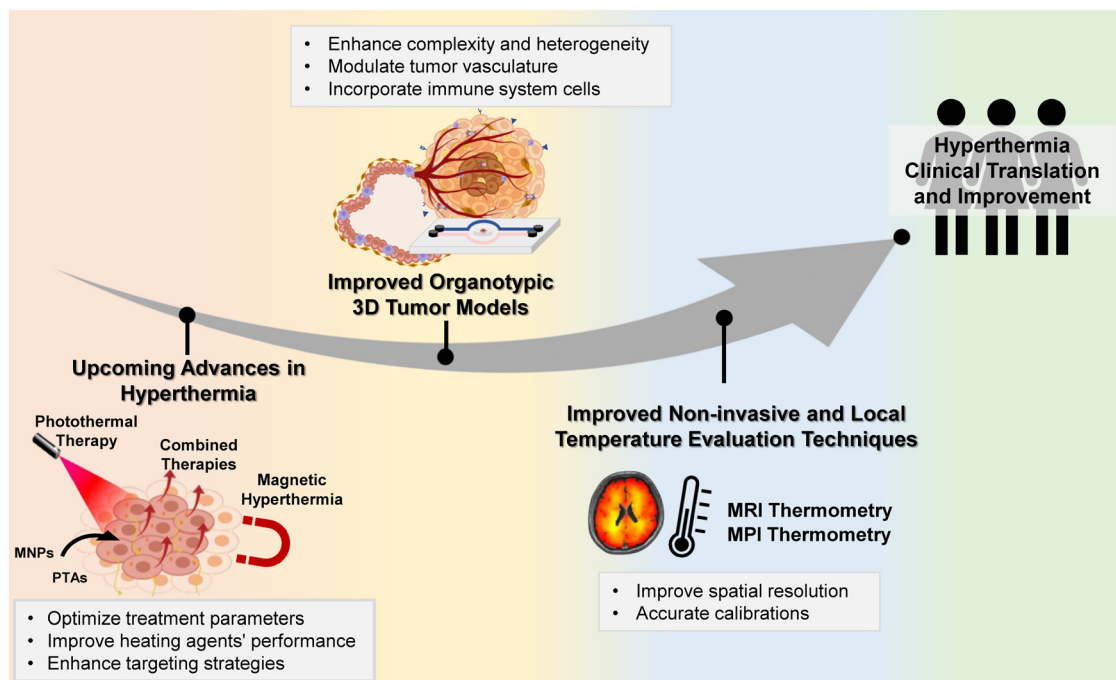 • Enhance complexity and heterogeneity
• Modulate tumor vasculature
• Incorporate immune system cells
Improved Organotypic
3D Tumor Models
Upcoming Advances in
Hyperthermia
Photothermal
Therapy
Combined
Therapies
Magnetic
Hyperthermia
MNPs
PTAs
• Optimize treatment parameters
• Improve heating agents' performance
• Enhance targeting strategies
Improved Non-invasive and Local
Temperature Evaluation Techniques
MRI Thermometry
MPI Thermometry
• Improve spatial resolution
• Accurate calibrations
Hyperthermia
Clinical Translation
and Improvement